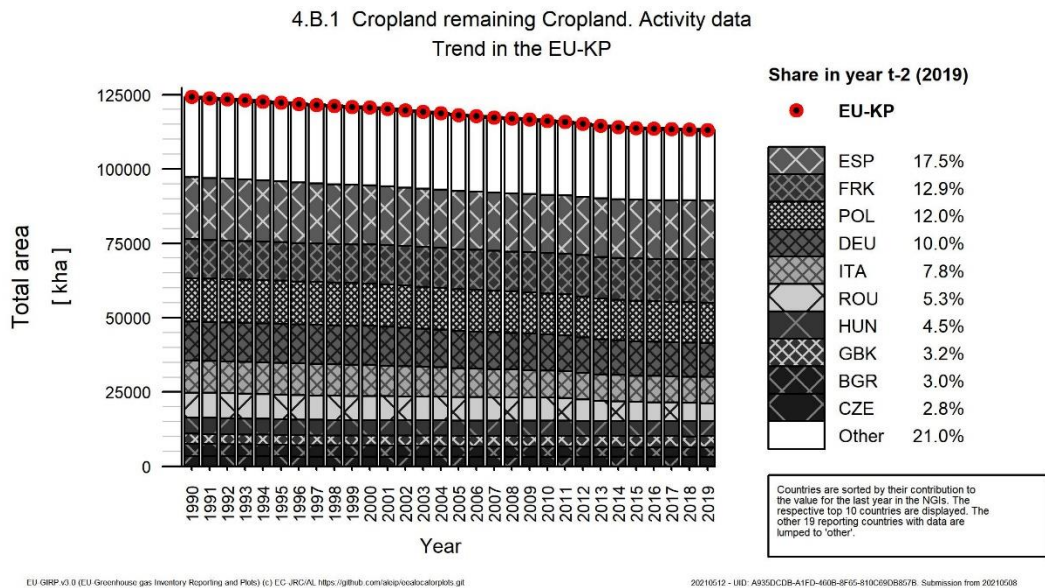 4.B.1 Cropland remaining Cropland. Activity data
Trend in the EU-KP
Total area
[ kha ]
125000
100000
75000
50000
25000
0
1990
1991
1992
1993
1994
1995
1996
1997
1998
1999
2000
2001
2002
2003
2004
2005
2006
2007
2008
2009
2010
2011
2012
2013
2014
2015
2016
2017
2018
2019
Year
Share in year t-2 (2019)
EU-KP
ESP 17.5%
FRK 12.9%
POL 12.0%
DEU 10.0%
ITA 7.8%
ROU 5.3%
HUN 4.5%
GBK 3.2%
BGR 3.0%
CZE 2.8%
Other 21.0%
Countries are sorted by their contribution to
the value for the last year in the NGIs. The
respective top 10 countries are displayed. The
other 19 reporting countries with data are
lumped to 'other'.
EU-GIRP v3.0 (EU-Greenhouse gas Inventory Reporting and Plots) (c) EC-JRC/AL https://github.com/aleip/eealocatorplots.git
20210512 - UID: A935DCDB-A1FD-460B-8F65-810C69DB857B. Submission from 20210508